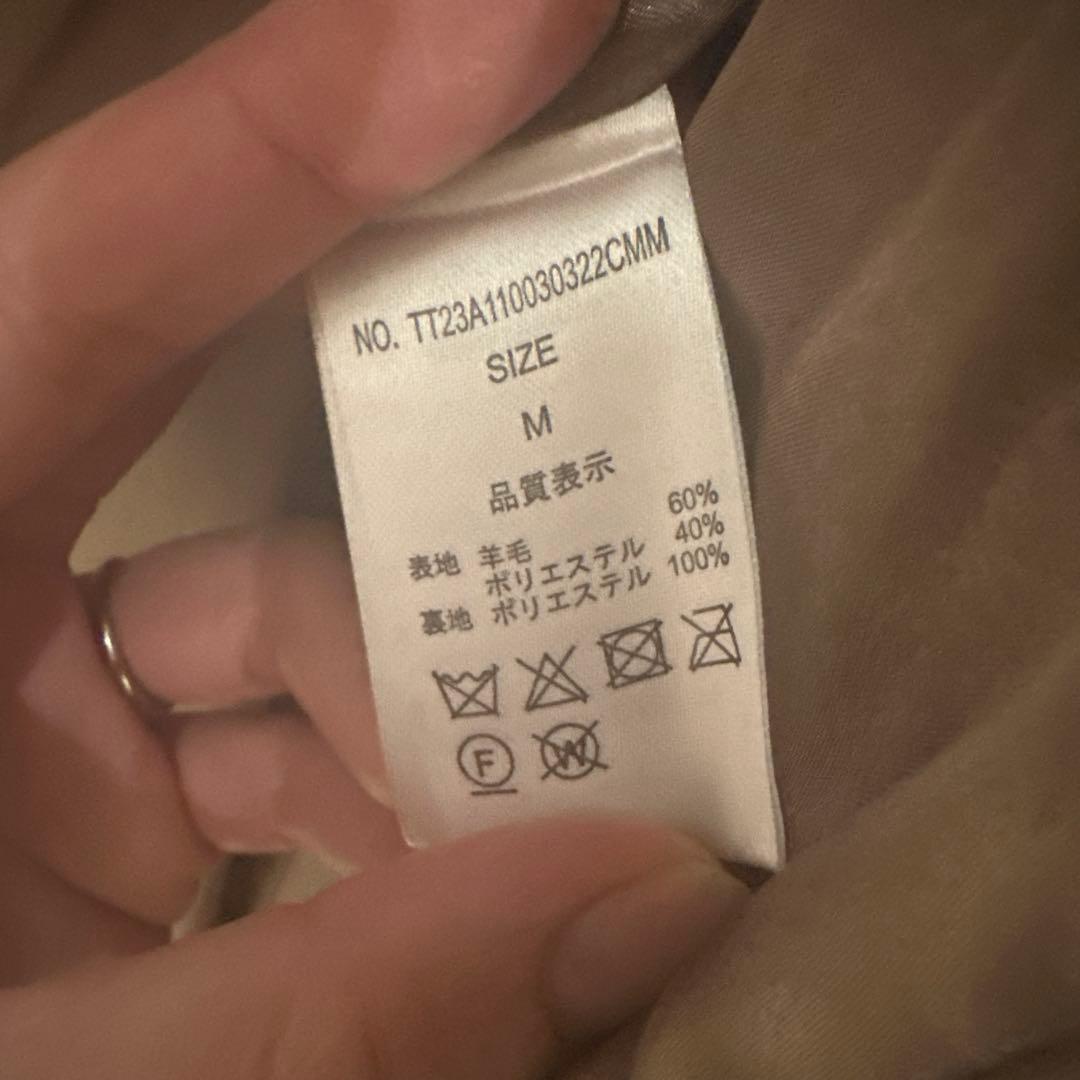 NO. TT23A110030322CMM
SIZE
M
品質表示
表地 羊毛 60%
ポリエステル 40%
裏地 ポリエステル 100%
F W